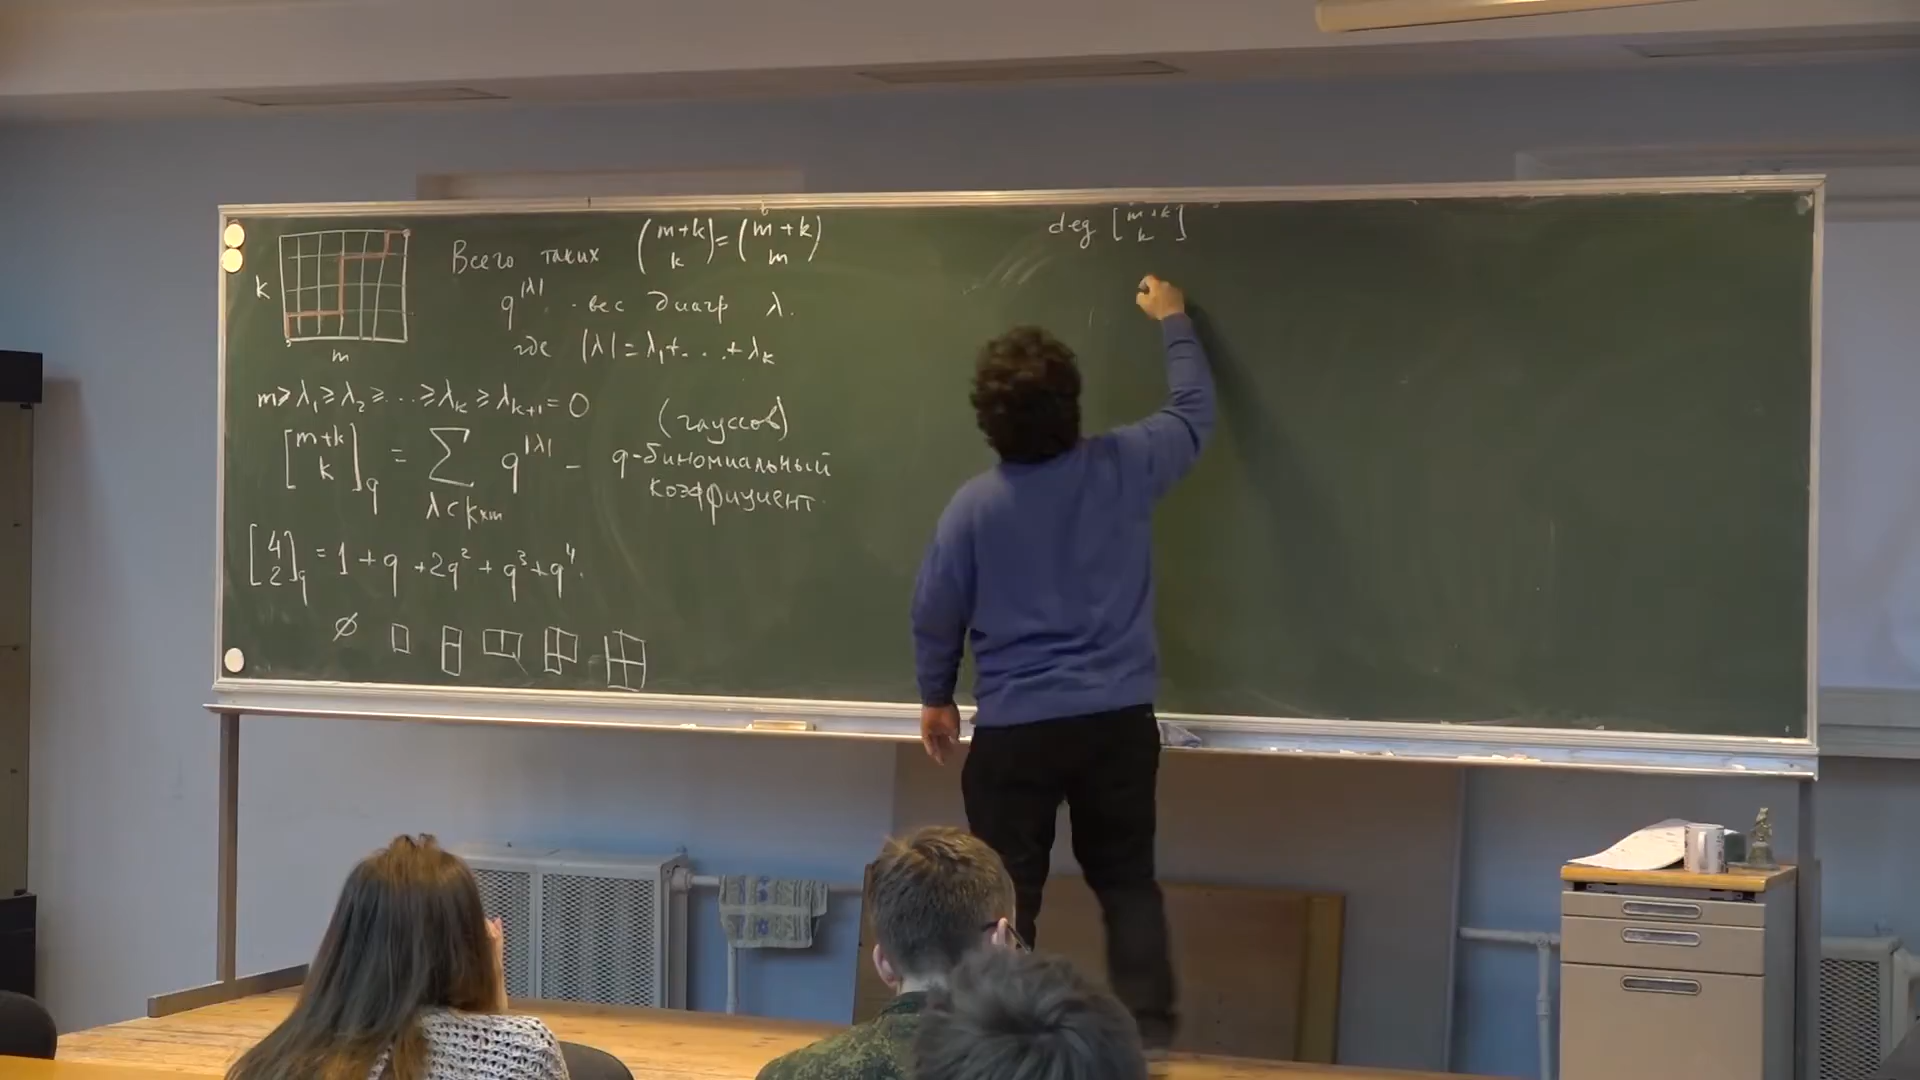 k
m
Всего таких (m+k k) = (m+k m)
q^|λ| - вес диагр λ.
где |λ| = λ₁+...+λ_k
m ≥ λ₁ ≥ λ₂ ≥ ... ≥ λ_k ≥ λ_{k+1} = 0
[m+k k]_q = ∑_{λ⊂k×m} q^|λ| - (гауссов) q-биномиальный коэффициент.
[4 2]_q = 1 + q + 2q² + q³ + q⁴.
∅
deg [m+k k]